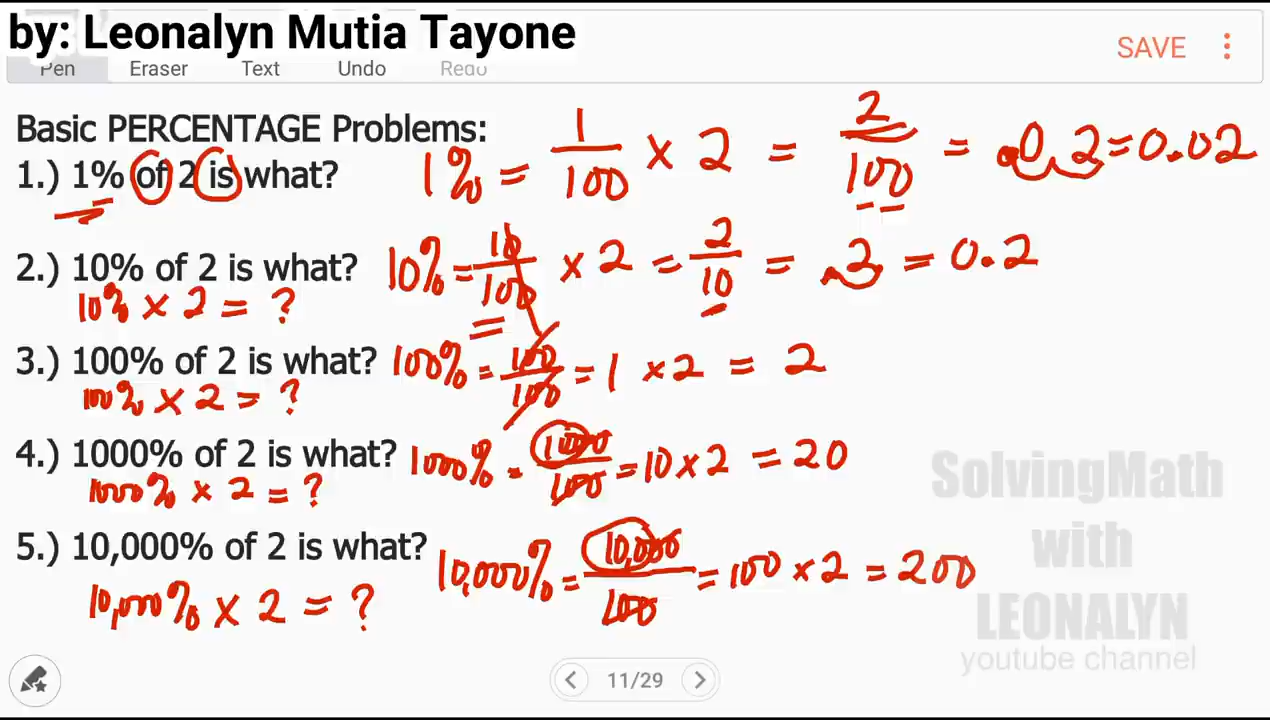 by: Leonalyn Mutia Tayone
SAVE
Pen Eraser Text Undo Redo
Basic PERCENTAGE Problems:
1.) 1% of 2 is what? 1% = 1/100 × 2 = 2/100 = .0 2 = 0.02
2.) 10% of 2 is what? 10% = 10/100 × 2 = 2/10 = .2 = 0.2
10% × 2 = ?
3.) 100% of 2 is what? 100% = 100/100 = 1 × 2 = 2
100% × 2 = ?
4.) 1000% of 2 is what? 1000% = 1000/100 = 10 × 2 = 20
1000% × 2 = ?
5.) 10,000% of 2 is what? 10,000% = 10,000/100 = 100 × 2 = 200
10,000% × 2 = ?
SolvingMath
with
LEONALYN
youtube channel
< 11/29 >